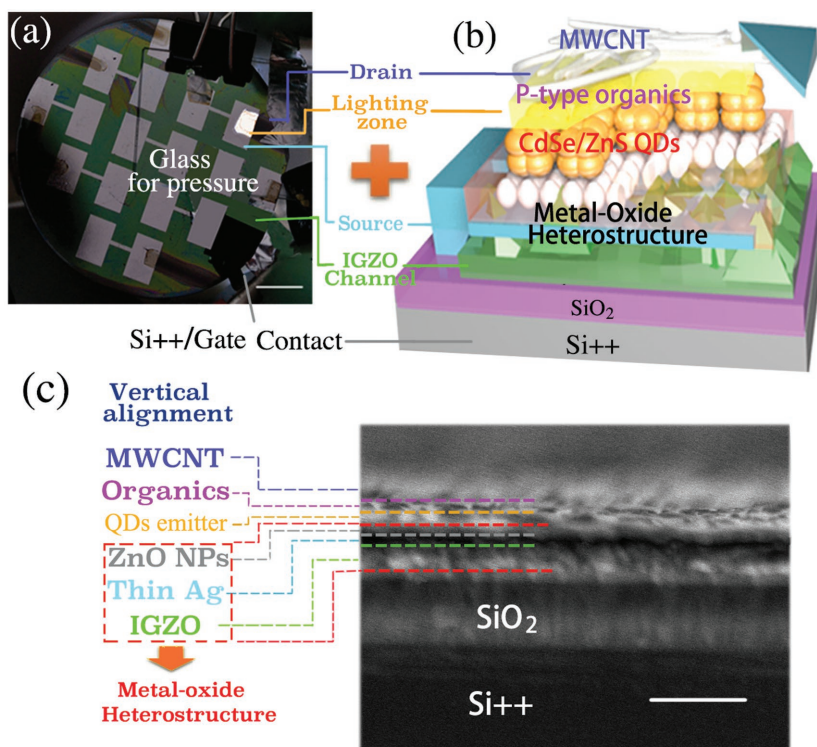 (a)
Glass
for pressure
Drain
Lighting
zone
Source
IGZO
Channel
Si++/Gate Contact
(b)
MWCNT
P-type organics
CdSe/ZnS QDs
Metal-Oxide
Heterostructure
SiO2
Si++
(c)
Vertical
alignment
MWCNT
Organics
QDs emitter
ZnO NPs
Thin Ag
IGZO
Metal-oxide
Heterostructure
SiO2
Si++